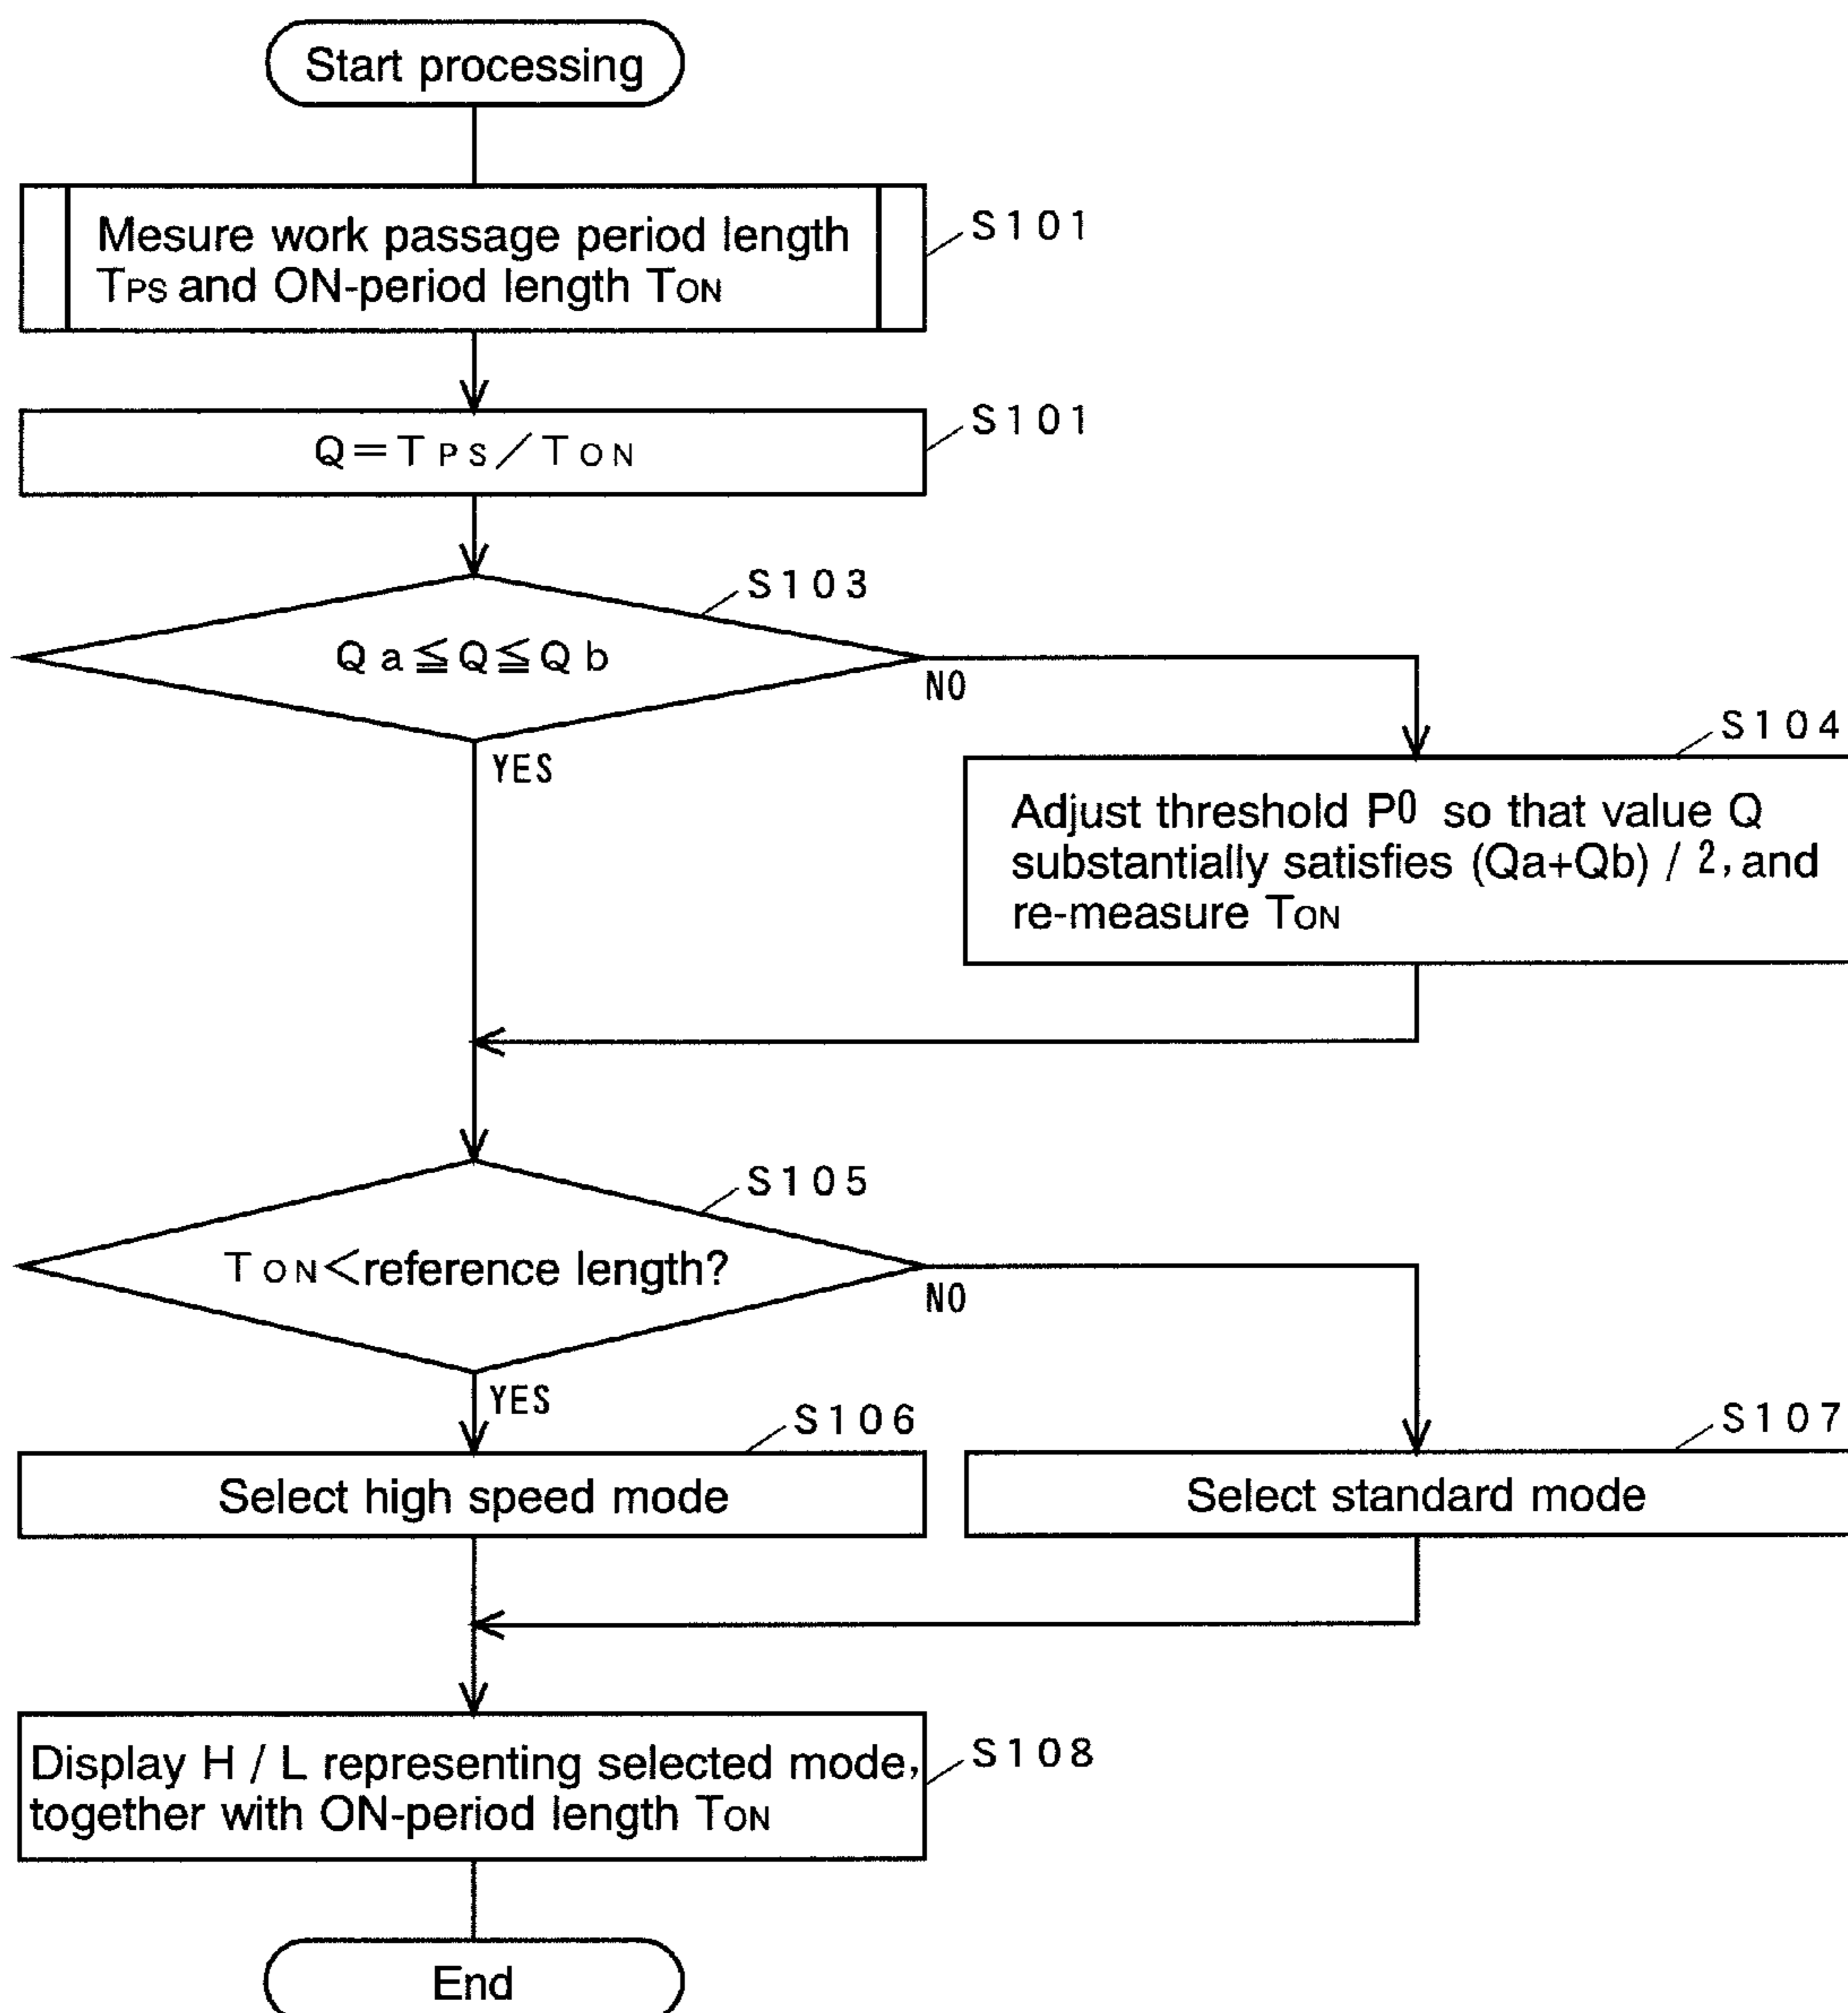 Start processing
Mesure work passage period length
TPS and ON-period length TON
S101
Q=TPS/TON
S101
Qa≦Q≦Qb
S103
NO
YES
S104
Adjust threshold P0 so that value Q
substantially satisfies (Qa+Qb) / 2, and
re-measure TON
TON<reference length?
S105
NO
YES
S106
Select high speed mode
S107
Select standard mode
Display H / L representing selected mode,
together with ON-period length TON
S108
End